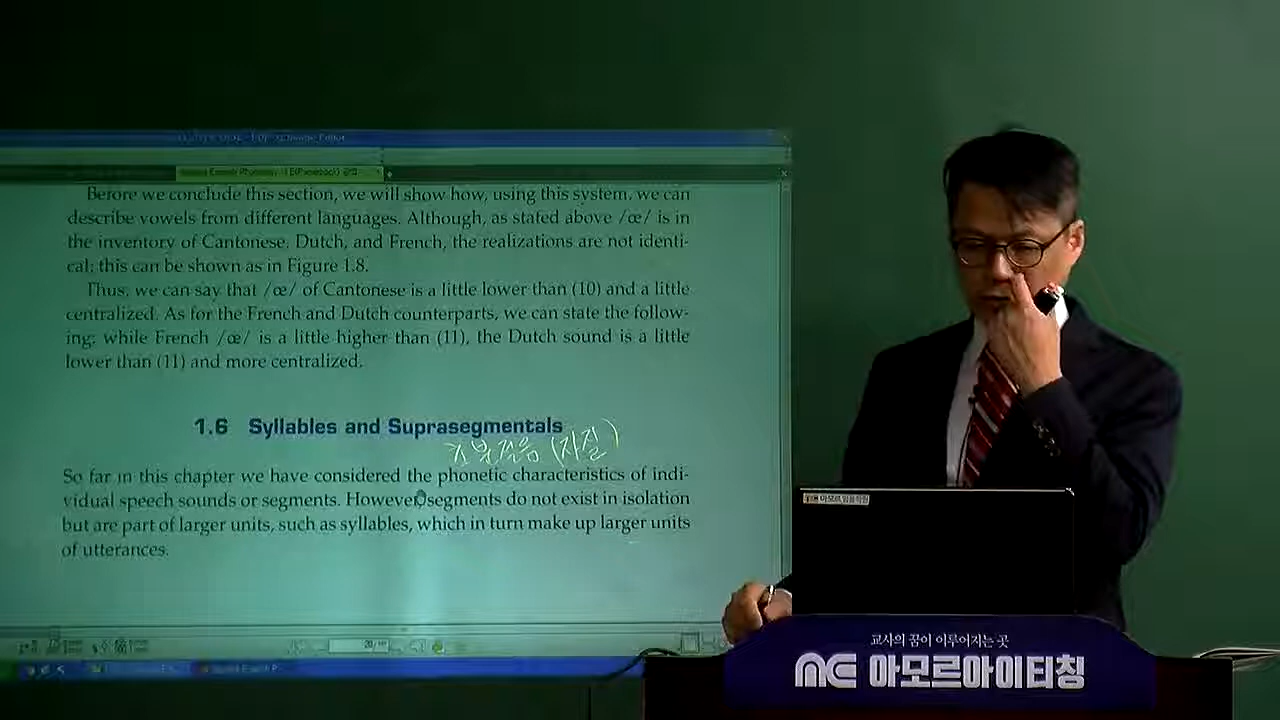 Before we conclude this section, we will show how, using this system, we can
describe vowels from different languages. Although, as stated above /œ/ is in
the inventory of Cantonese, Dutch, and French, the realizations are not identi-
cal; this can be shown as in Figure 1.8.
Thus, we can say that /œ/ of Cantonese is a little lower than (10) and a little
centralized. As for the French and Dutch counterparts, we can state the follow-
ing: while French /œ/ is a little higher than (11), the Dutch sound is a little
lower than (11) and more centralized.
1.6 Syllables and Suprasegmentals
초분절음 (자질)
So far in this chapter we have considered the phonetic characteristics of indi-
vidual speech sounds or segments. However, segments do not exist in isolation
but are part of larger units, such as syllables, which in turn make up larger units
of utterances.
교사의 꿈이 이루어지는 곳
아모르아이티칭